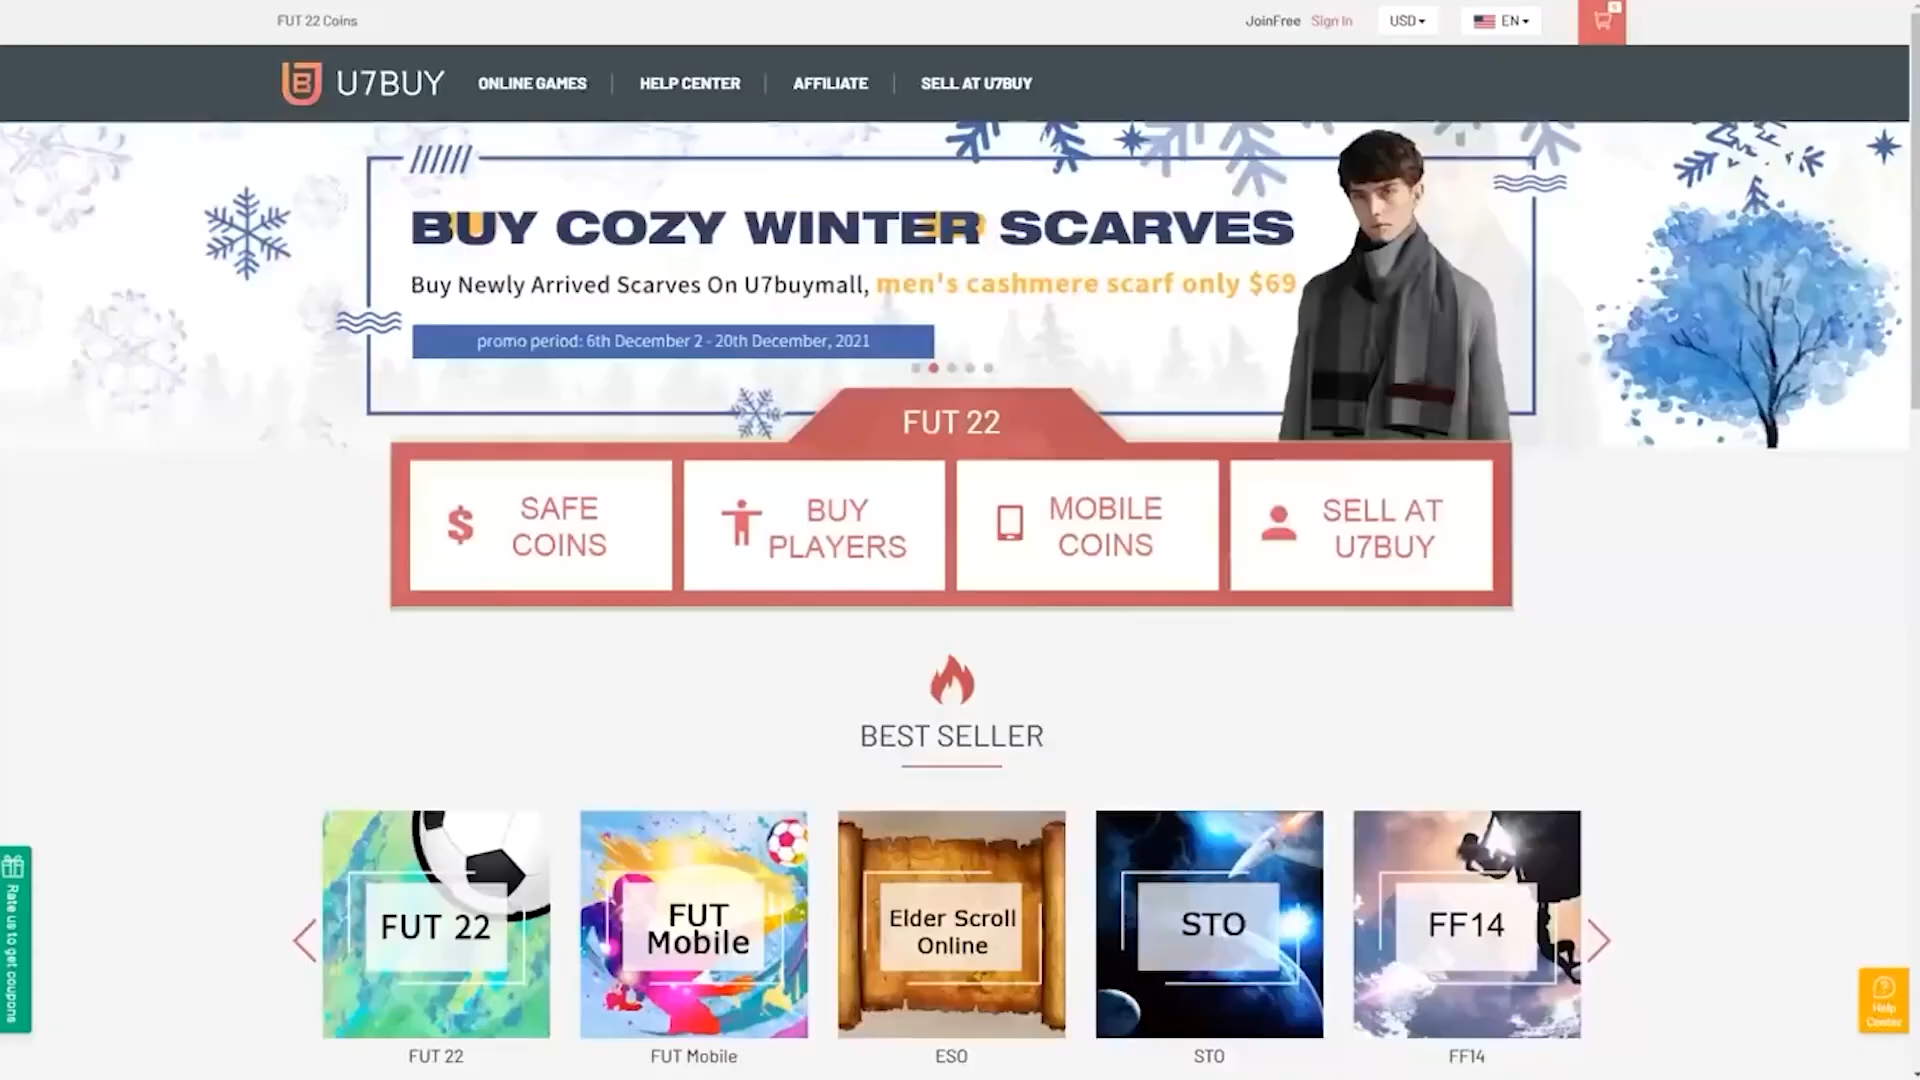 FUT 22 Coins
JoinFree Sign In USD EN
U7BUY ONLINE GAMES HELP CENTER AFFILIATE SELL AT U7BUY
BUY COZY WINTER SCARVES
Buy Newly Arrived Scarves On U7buymall, men's cashmere scarf only $69
promo period: 6th December 2 - 20th December, 2021
FUT 22
SAFE
COINS
BUY
PLAYERS
MOBILE
COINS
SELL AT
U7BUY
BEST SELLER
FUT 22
FUT
Mobile
Elder Scroll
Online
STO
FF14
FUT 22
FUT Mobile
ESO
STO
FF14
Rate us to get coupons
Help
Center